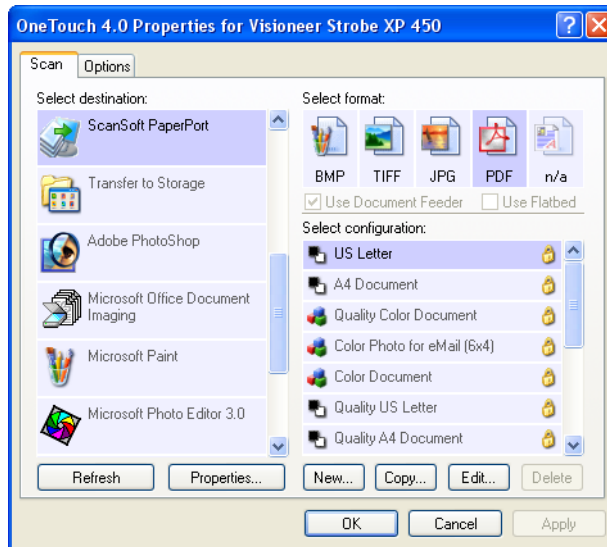 OneTouch 4.0 Properties for Visioneer Strobe XP 450
Scan
Options
Select destination:
ScanSoft PaperPort
Transfer to Storage
Adobe PhotoShop
Microsoft Office Document
Imaging
Microsoft Paint
Microsoft Photo Editor 3.0
Refresh
Properties...
Select format:
BMP
TIFF
JPG
PDF
n/a
Use Document Feeder
Use Flatbed
Select configuration:
US Letter
A4 Document
Quality Color Document
Color Photo for eMail (6x4)
Color Document
Quality US Letter
Quality A4 Document
New...
Copy...
Edit...
Delete
OK
Cancel
Apply